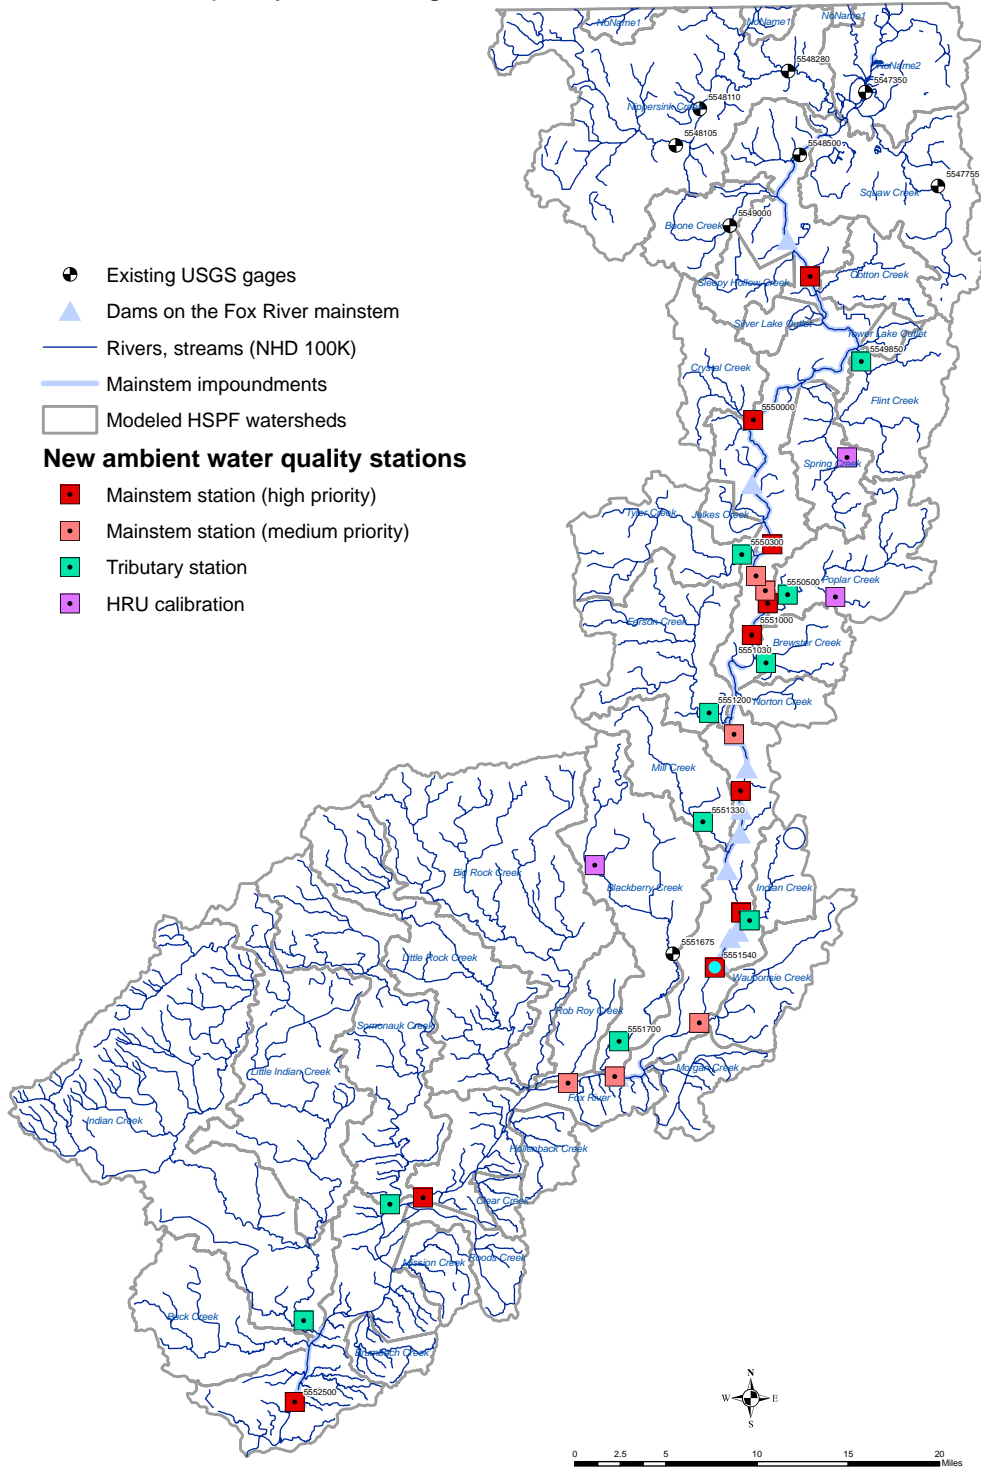 NoName1
NoName1
NoName1
5548280
NoName2
5547350
5548110
Nippersink Creek
5548105
5548500
5547755
Squaw Creek
5549000
Boone Creek
Existing USGS gages
Cotton Creek
Sleepy Hollow Creek
Dams on the Fox River mainstem
Silver Lake Outlet
Tower Lake Outlet
Rivers, streams (NHD 100K)
5549850
Crystal Creek
Mainstem impoundments
Flint Creek
5550000
Modeled HSPF watersheds
New ambient water quality stations
Spring Creek
Mainstem station (high priority)
Tyler Creek
Jelkes Creek
Mainstem station (medium priority)
5550300
Tributary station
5550500
Poplar Creek
HRU calibration
Ferson Creek
5551000
Brewster Creek
5551030
5551200
Norton Creek
Mill Creek
5551330
Big Rock Creek
Blackberry Creek
Indian Creek
5551675
5551540
Little Rock Creek
Waubonsie Creek
Rob Roy Creek
Somonauk Creek
5551700
Little Indian Creek
Morgan Creek
Fox River
Indian Creek
Hollenback Creek
Clear Creek
Roods Creek
Mission Creek
Buck Creek
Brumbach Creek
5552500
N
W
E
S
0 2.5 5 10 15 20
Miles